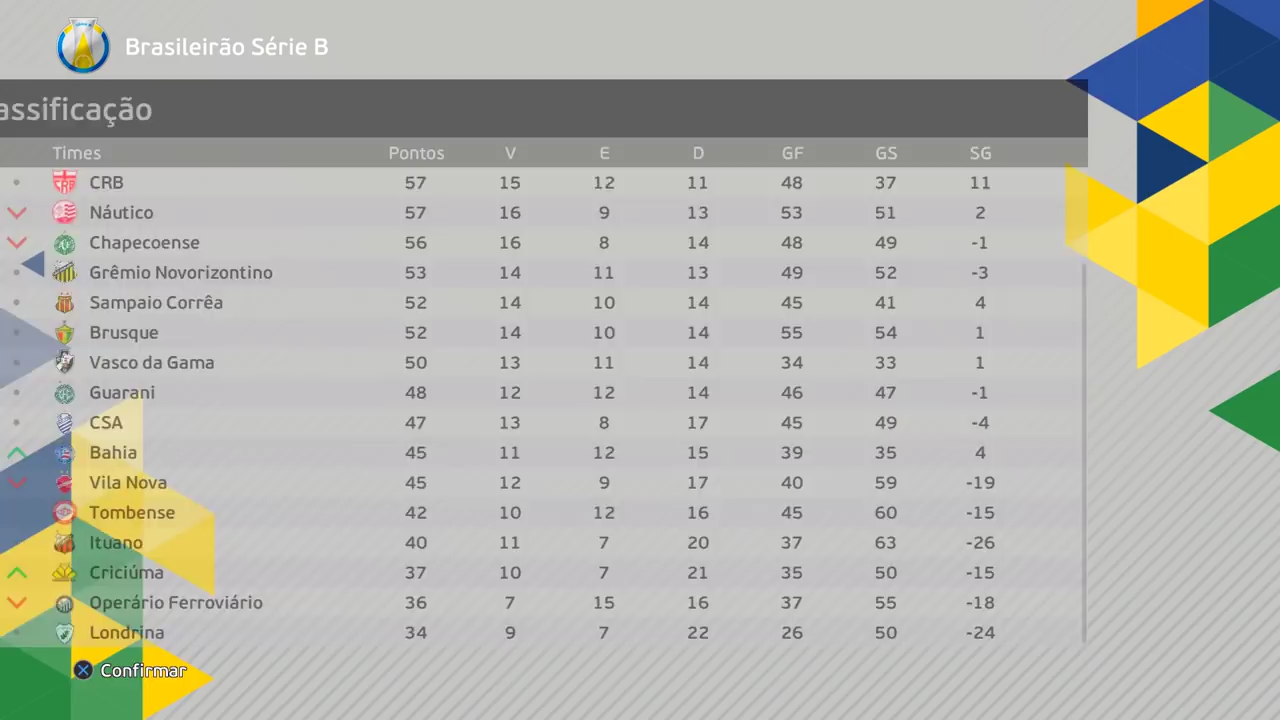 Brasileirão Série B
assificação
Times Pontos V E D GF GS SG
CRB 57 15 12 11 48 37 11
Náutico 57 16 9 13 53 51 2
Chapecoense 56 16 8 14 48 49 -1
Grêmio Novorizontino 53 14 11 13 49 52 -3
Sampaio Corrêa 52 14 10 14 45 41 4
Brusque 52 14 10 14 55 54 1
Vasco da Gama 50 13 11 14 34 33 1
Guarani 48 12 12 14 46 47 -1
CSA 47 13 8 17 45 49 -4
Bahia 45 11 12 15 39 35 4
Vila Nova 45 12 9 17 40 59 -19
Tombense 42 10 12 16 45 60 -15
Ituano 40 11 7 20 37 63 -26
Criciúma 37 10 7 21 35 50 -15
Operário Ferroviário 36 7 15 16 37 55 -18
Londrina 34 9 7 22 26 50 -24
Confirmar